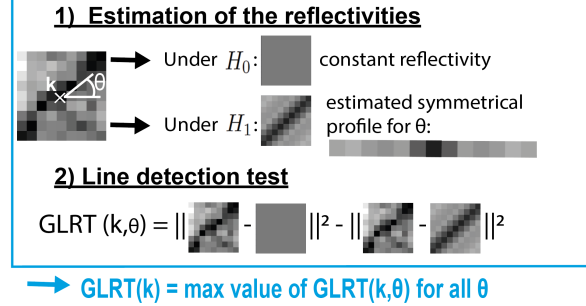 1) Estimation of the reflectivities
k θ
Under H₀: constant reflectivity
Under H₁: estimated symmetrical
profile for θ:
2) Line detection test
GLRT (k,θ) = || - ||² - || - ||²
GLRT(k) = max value of GLRT(k,θ) for all θ